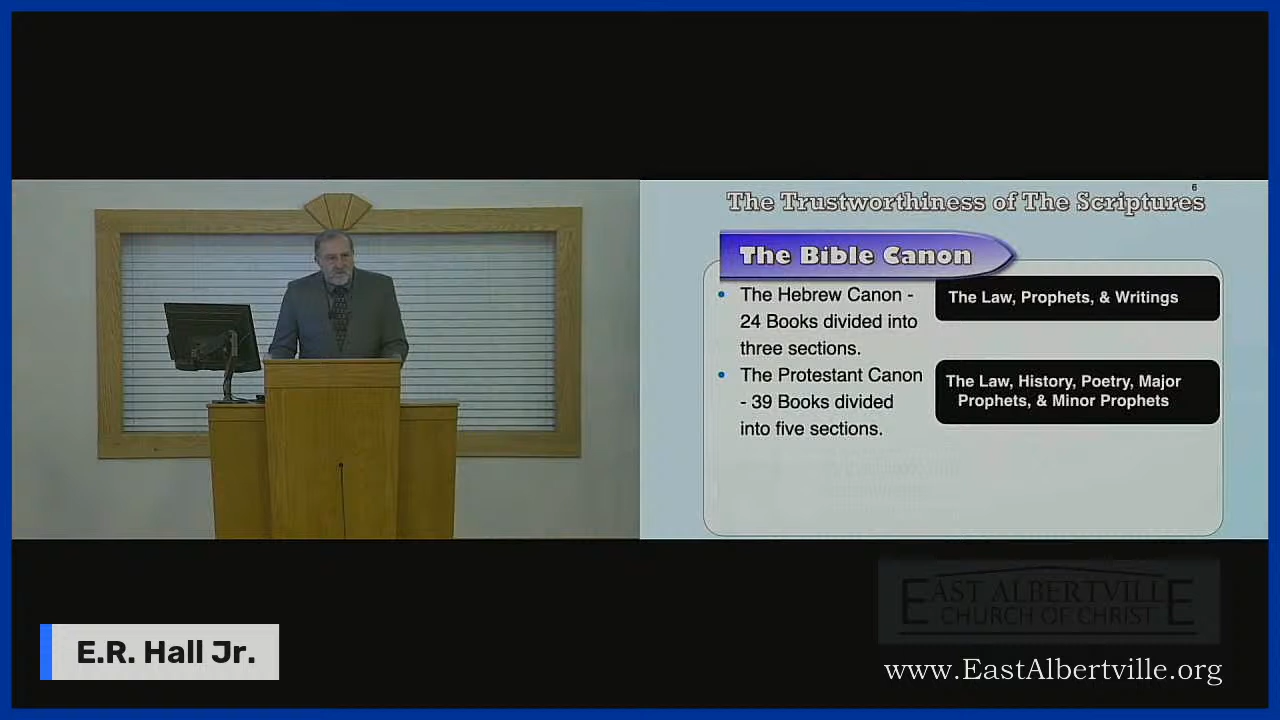 6
The Trustworthiness of The Scriptures
The Bible Canon
• The Hebrew Canon -
24 Books divided into
three sections.
The Law, Prophets, & Writings
• The Protestant Canon
- 39 Books divided
into five sections.
The Law, History, Poetry, Major
Prophets, & Minor Prophets
EAST ALBERTVILLE
CHURCH OF CHRIST
E.R. Hall Jr.
www.EastAlbertville.org